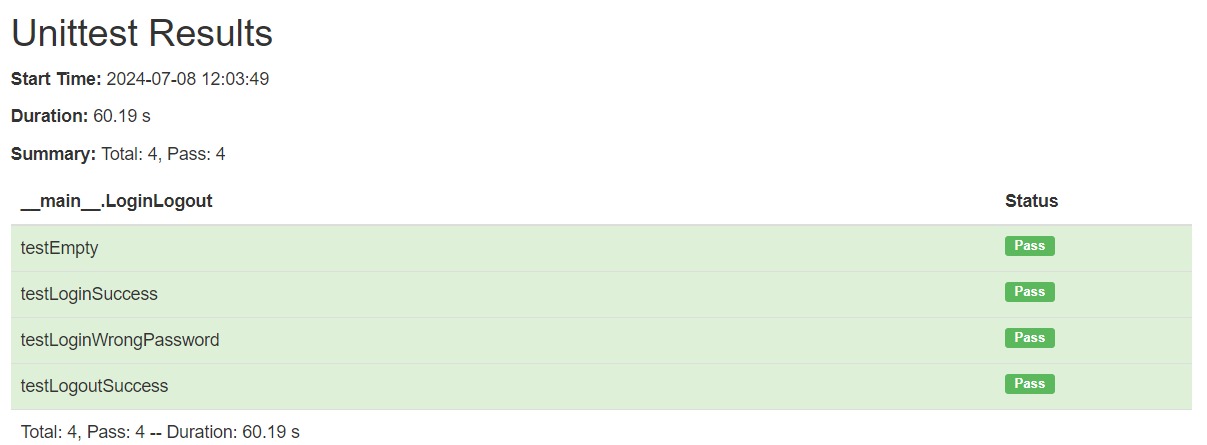 Unittest Results
Start Time: 2024-07-08 12:03:49
Duration: 60.19 s
Summary: Total: 4, Pass: 4
__main__.LoginLogout Status
testEmpty Pass
testLoginSuccess Pass
testLoginWrongPassword Pass
testLogoutSuccess Pass
Total: 4, Pass: 4 -- Duration: 60.19 s